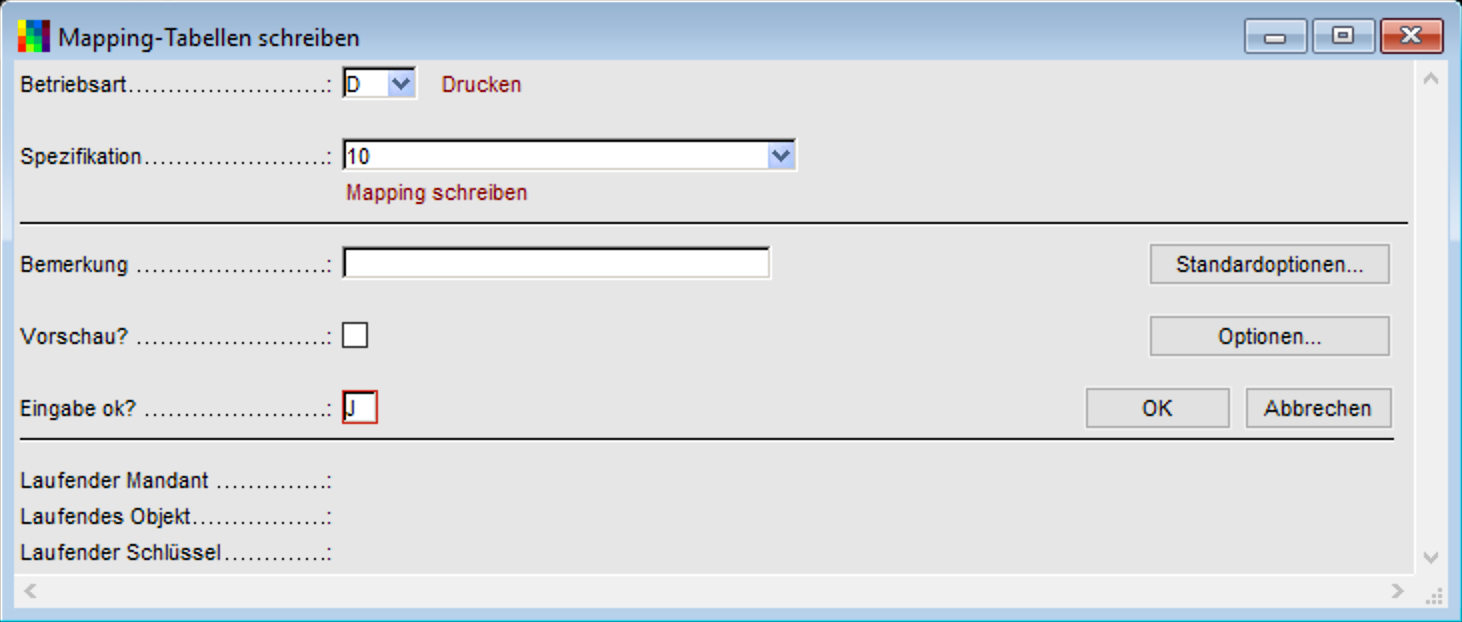 Mapping-Tabellen schreiben
Betriebsart........................: D Drucken
Spezifikation......................: 10
Mapping schreiben
Bemerkung .......................: Standardoptionen...
Vorschau? .......................: Optionen...
Eingabe ok? ......................: J OK Abbrechen
Laufender Mandant ..............:
Laufendes Objekt.................:
Laufender Schlüssel.............: